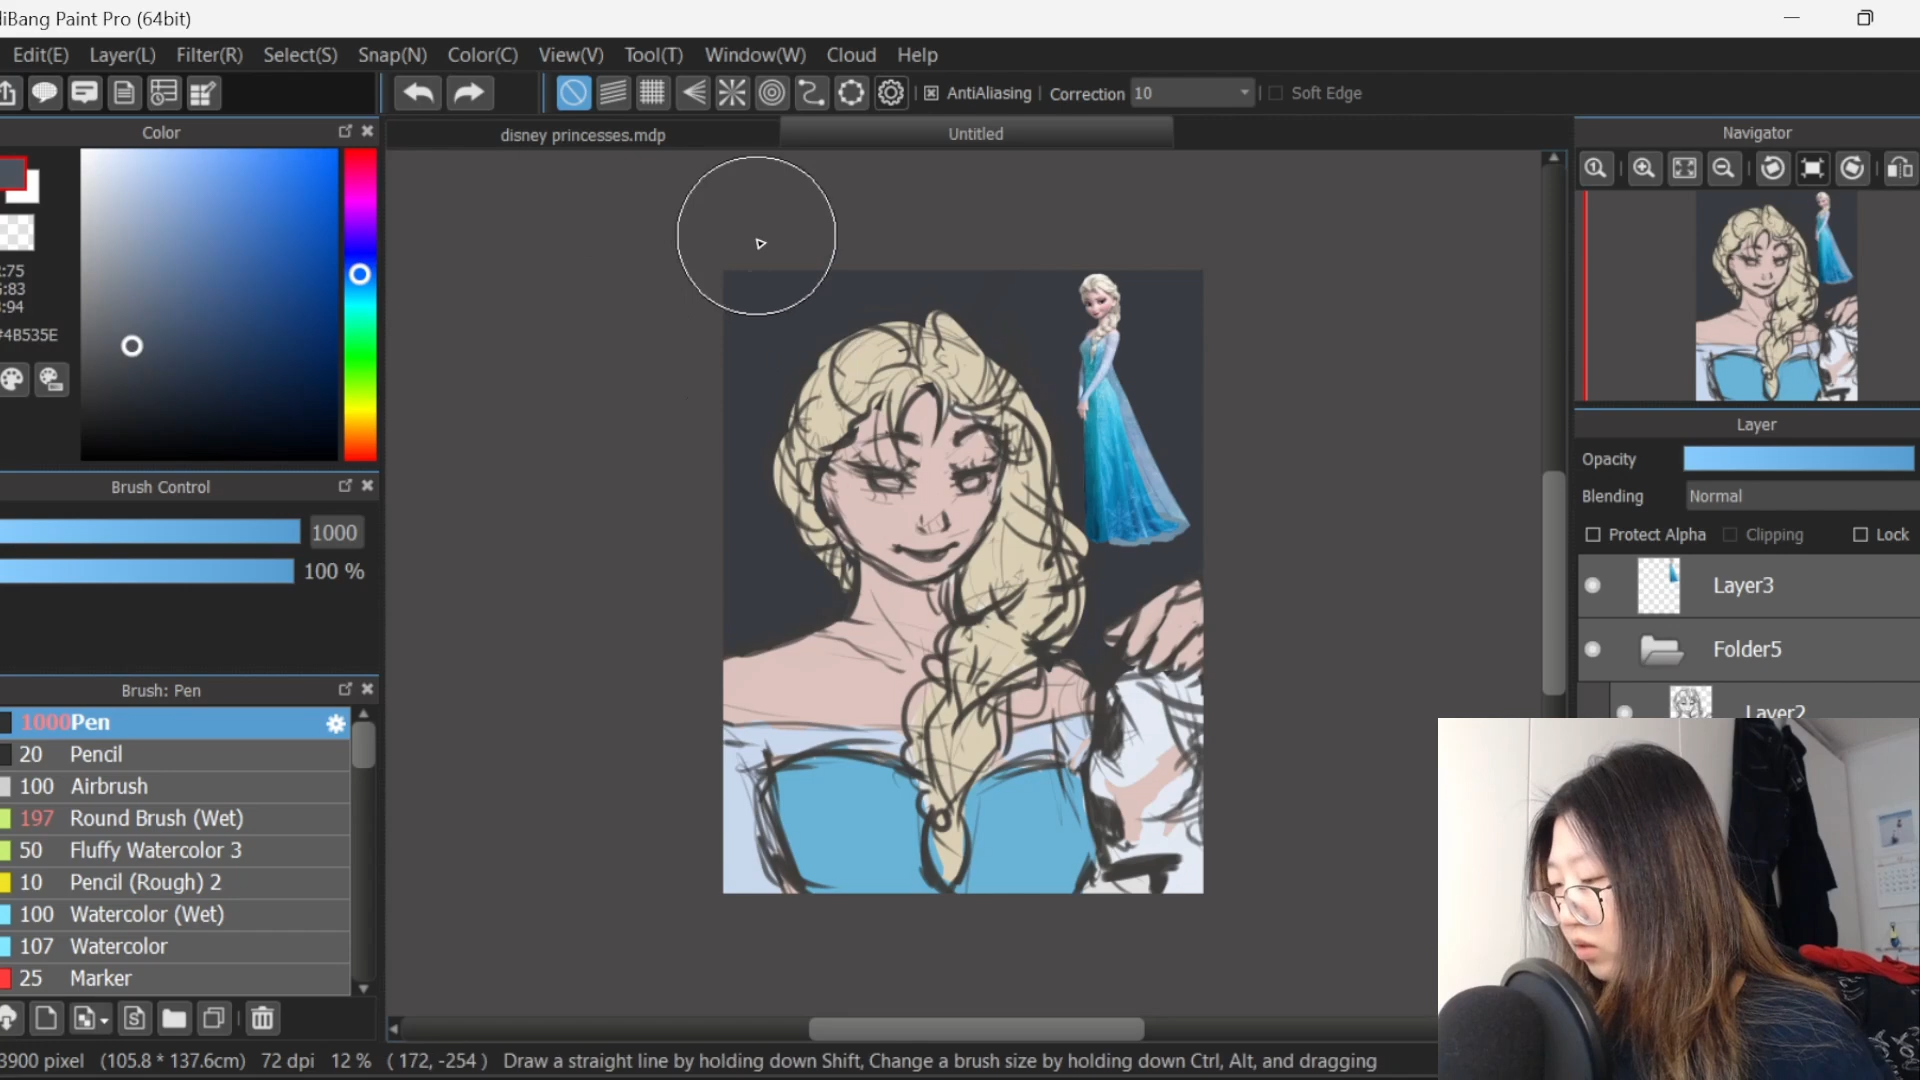 liBang Paint Pro (64bit)
Edit(E) Layer(L) Filter(R) Select(S) Snap(N) Color(C) View(V) Tool(T) Window(W) Cloud Help
AntiAliasing Correction 10 Soft Edge
Color
disney princesses.mdp
Untitled
Navigator
:75
:83
:94
#4B535E
Layer
Opacity
Blending Normal
Protect Alpha Clipping Lock
Layer3
Folder5
Layer2
Brush Control
1000
100 %
Brush: Pen
1000 Pen
20 Pencil
100 Airbrush
197 Round Brush (Wet)
50 Fluffy Watercolor 3
10 Pencil (Rough) 2
100 Watercolor (Wet)
107 Watercolor
25 Marker
3900 pixel (105.8 * 137.6cm) 72 dpi 12 % ( 172, -254 ) Draw a straight line by holding down Shift, Change a brush size by holding down Ctrl, Alt, and dragging